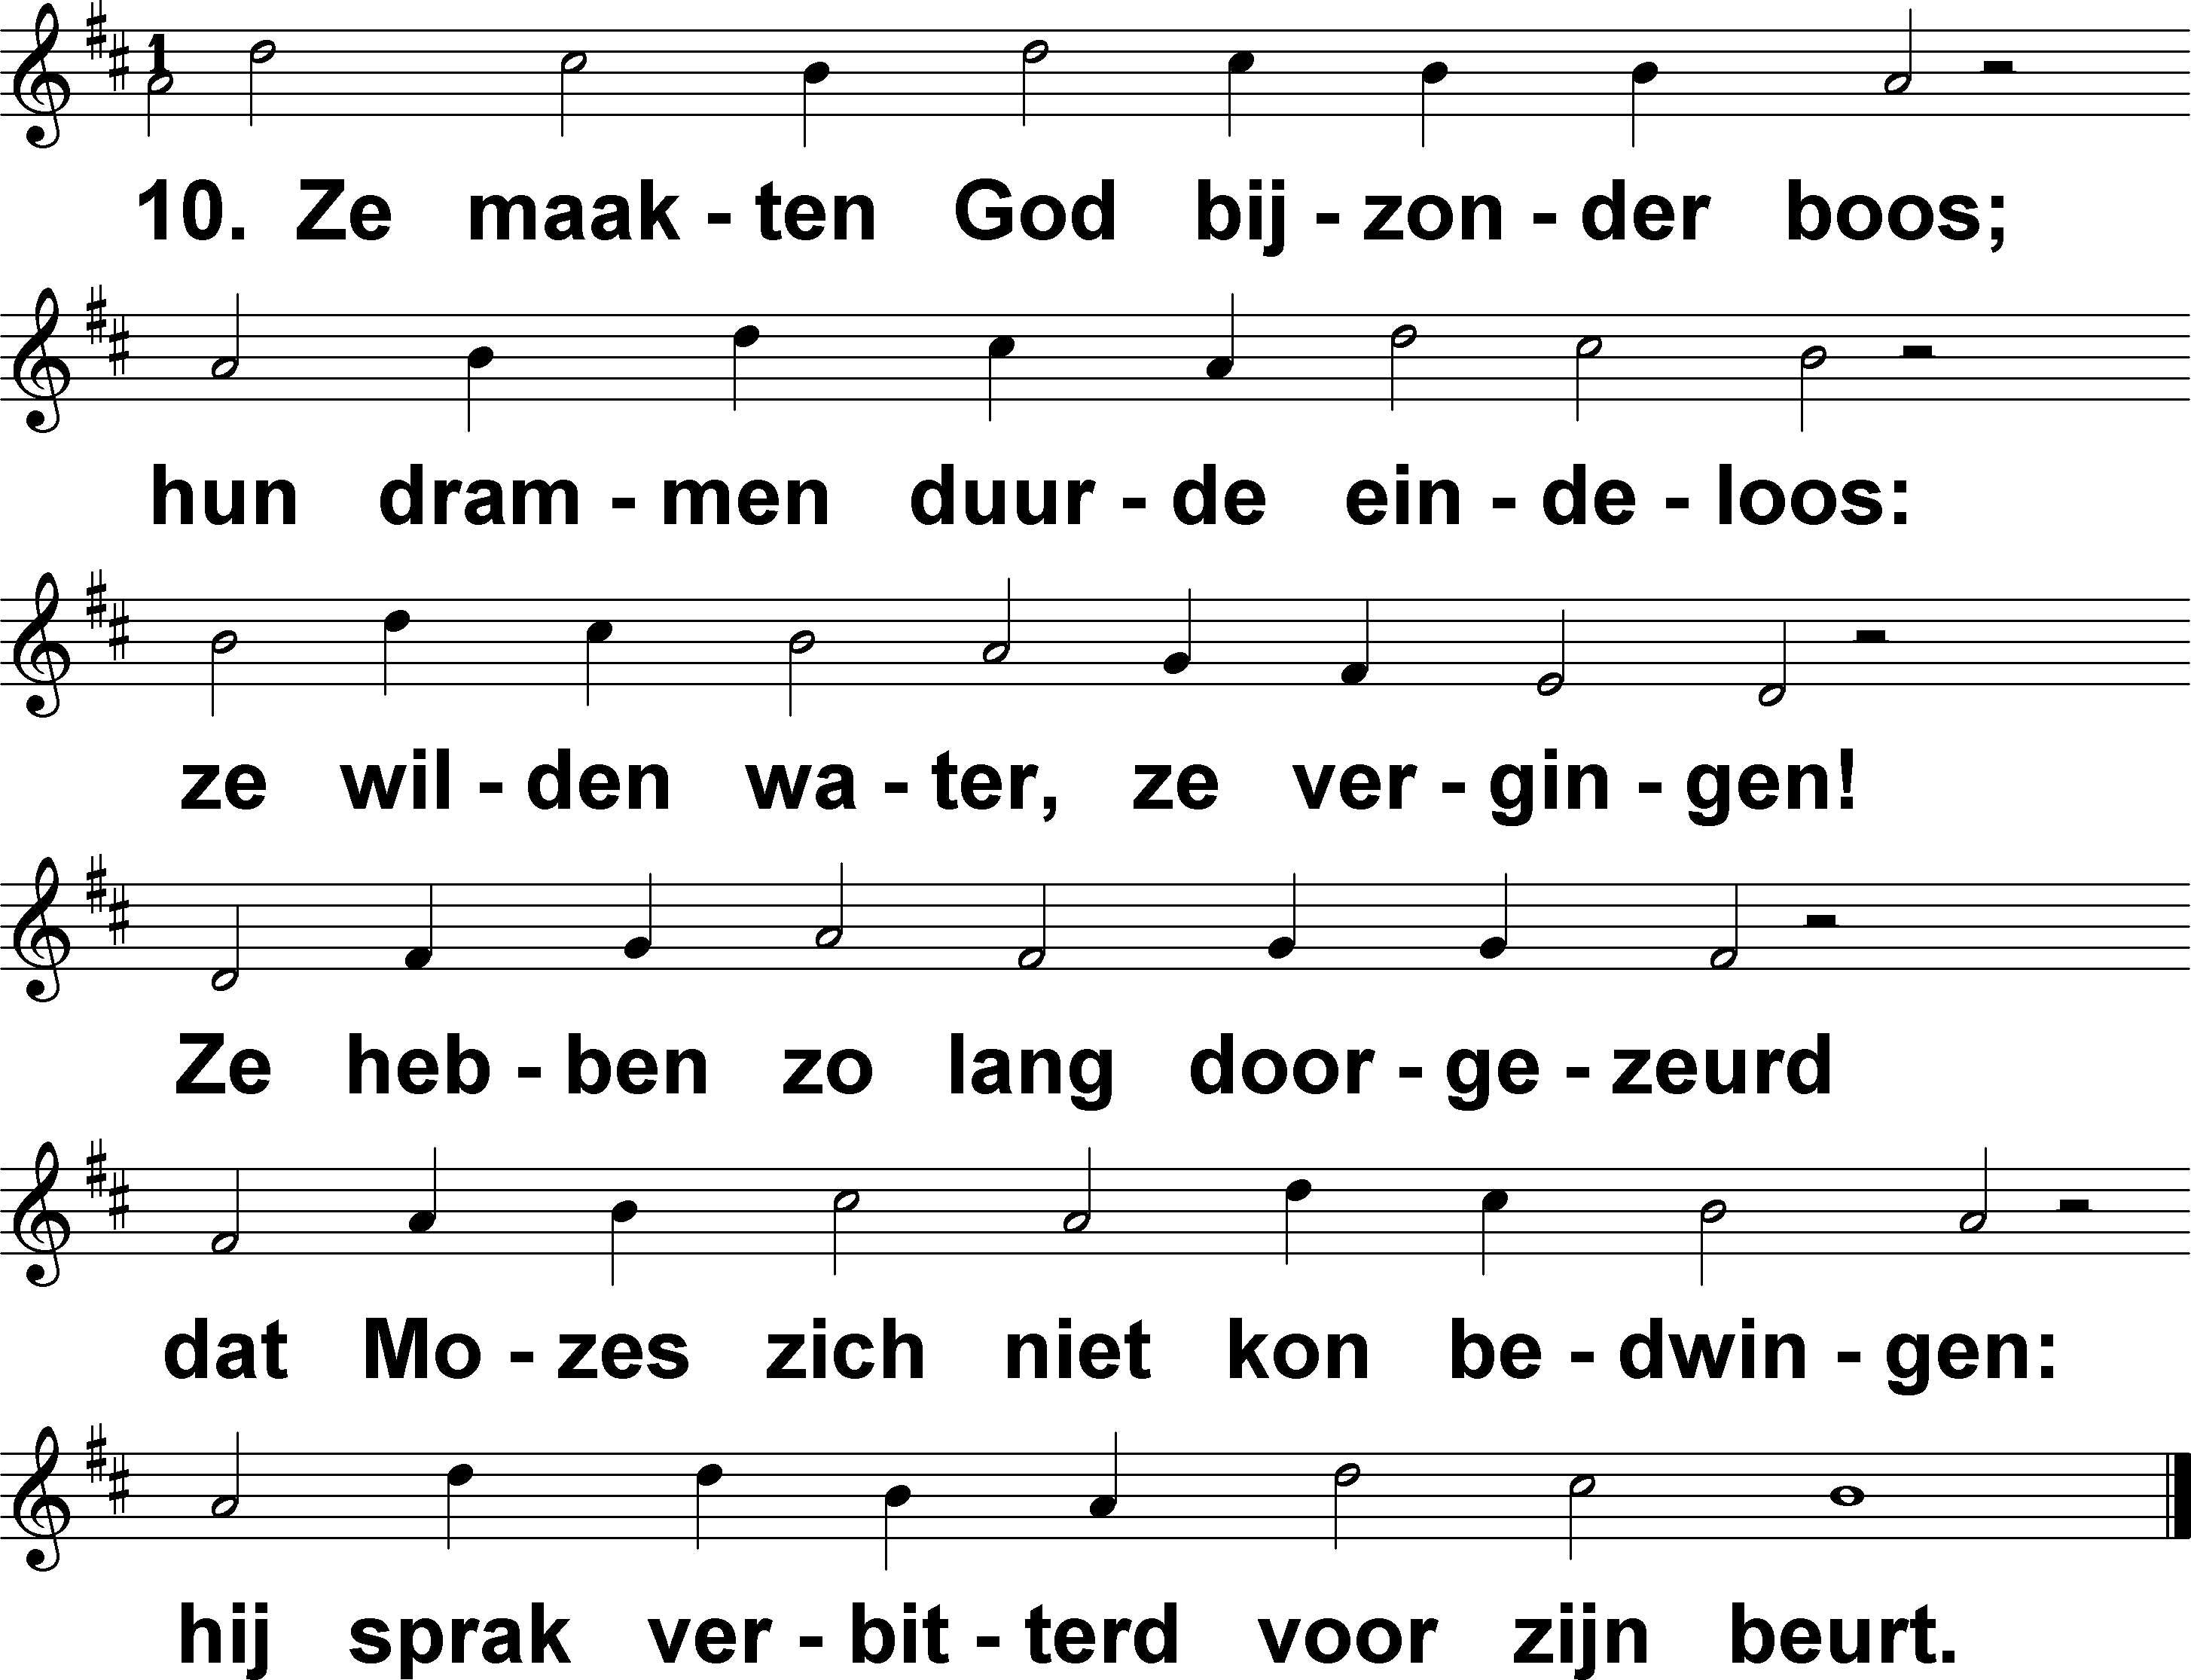 1
10. Ze maak - ten God bij - zon - der boos;
hun dram - men duur - de ein - de - loos:
ze wil - den wa - ter, ze ver - gin - gen!
Ze heb - ben zo lang door - ge - zeurd
dat Mo - zes zich niet kon be - dwin - gen:
hij sprak ver - bit - terd voor zijn beurt.